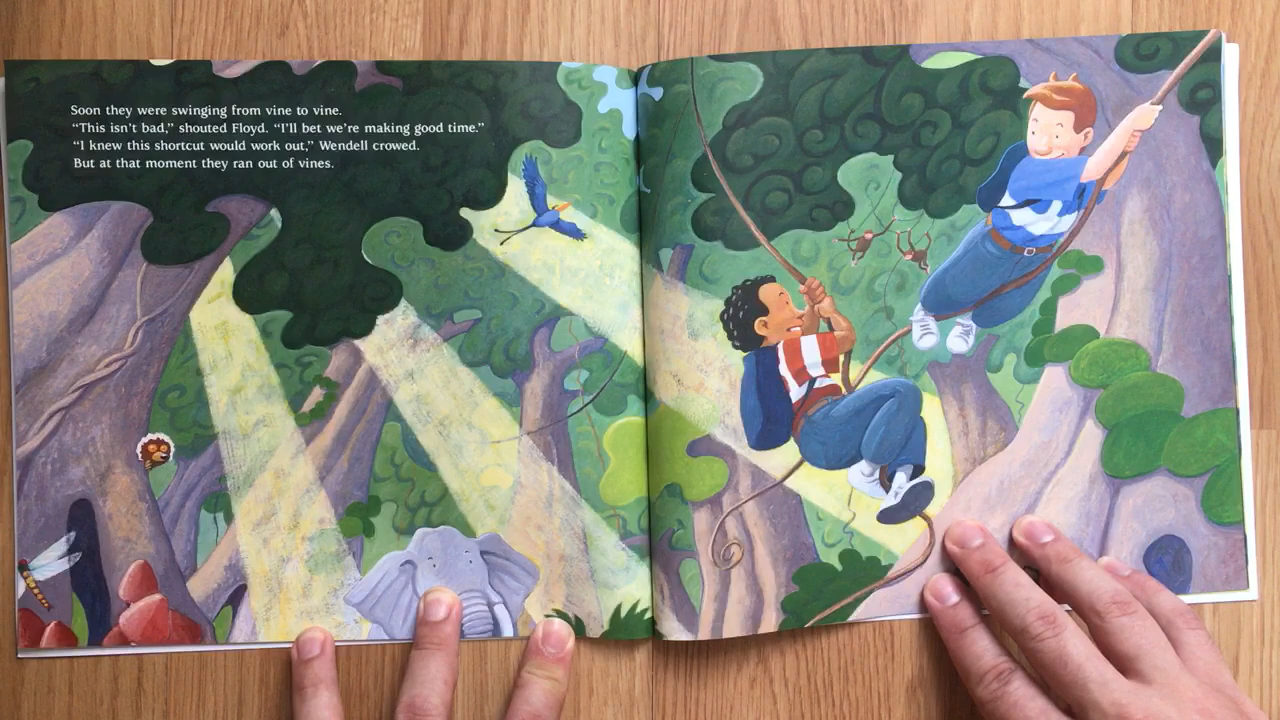 Soon they were swinging from vine to vine.
"This isn't bad," shouted Floyd. "I'll bet we're making good time."
"I knew this shortcut would work out," Wendell crowed.
But at that moment they ran out of vines.